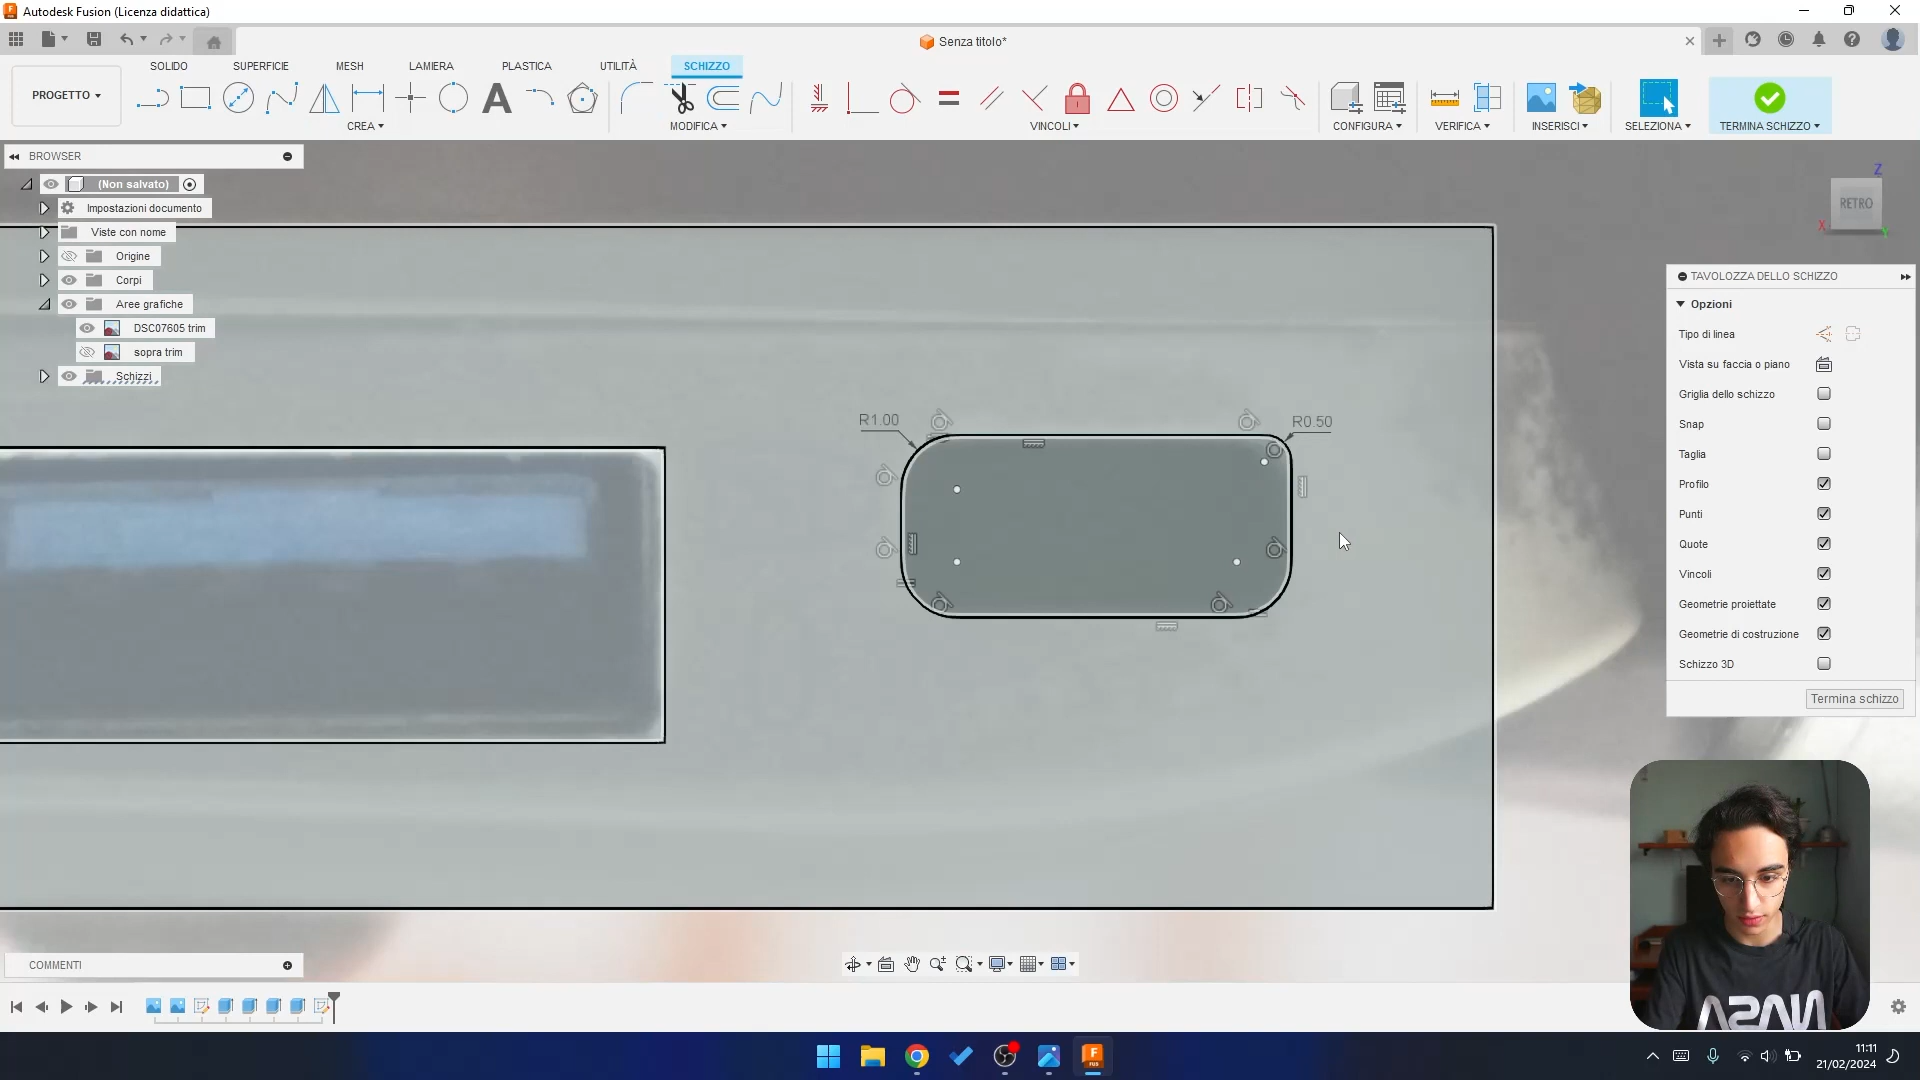 Autodesk Fusion (Licenza didattica)
Senza titolo*
SOLIDO
SUPERFICIE
MESH
LAMIERA
PLASTICA
UTILITÀ
SCHIZZO
PROGETTO
CREA
MODIFICA
VINCOLI
CONFIGURA
VERIFICA
INSERISCI
SELEZIONA
TERMINA SCHIZZO
BROWSER
(Non salvato)
Impostazioni documento
Viste con nome
Origine
Corpi
Aree grafiche
DSC07605 trim
sopra trim
Schizzi
Z
RETRO
X
Y
R1.00
R0.50
TAVOLOZZA DELLO SCHIZZO
Opzioni
Tipo di linea
Vista su faccia o piano
Griglia dello schizzo
Snap
Taglia
Profilo
Punti
Quote
Vincoli
Geometrie proiettate
Geometrie di costruzione
Schizzo 3D
Termina schizzo
COMMENTI
NASA
11:11
21/02/2024